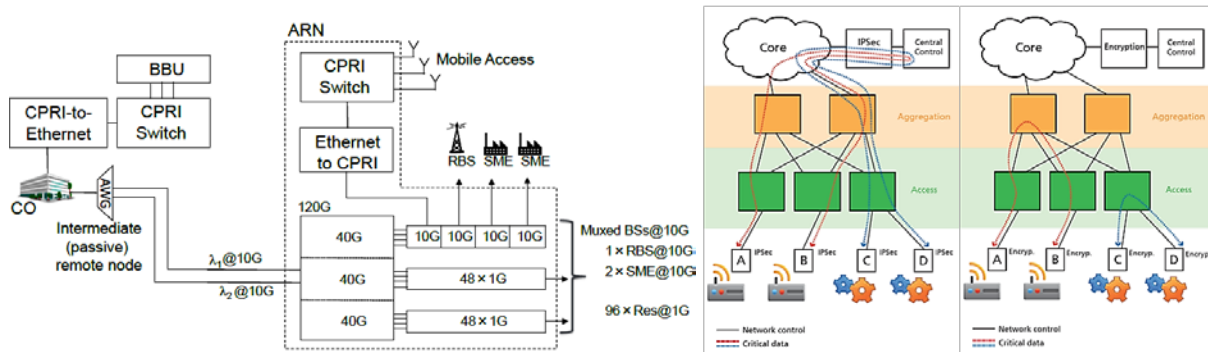 ARN
BBU
CPRI-to-
Ethernet
CPRI
Switch
CO
AWG
Intermediate
(passive)
remote node
λ1@10G
λ2@10G
CPRI
Switch
Mobile Access
Ethernet
to CPRI
RBS
SME
SME
120G
40G
10G 10G 10G 10G
40G
48×1G
40G
48×1G
Muxed BSs@10G
1×RBS@10G
2×SME@10G
96×Res@1G
Core
IPSec
Central
Control
Aggregation
Access
A IPSec
B IPSec
C IPSec
D IPSec
Network control
Critical data
Core
Encryption
Central
Control
Aggregation
Access
A Encryp.
B Encryp.
C Encryp.
D Encryp.
Network control
Critical data